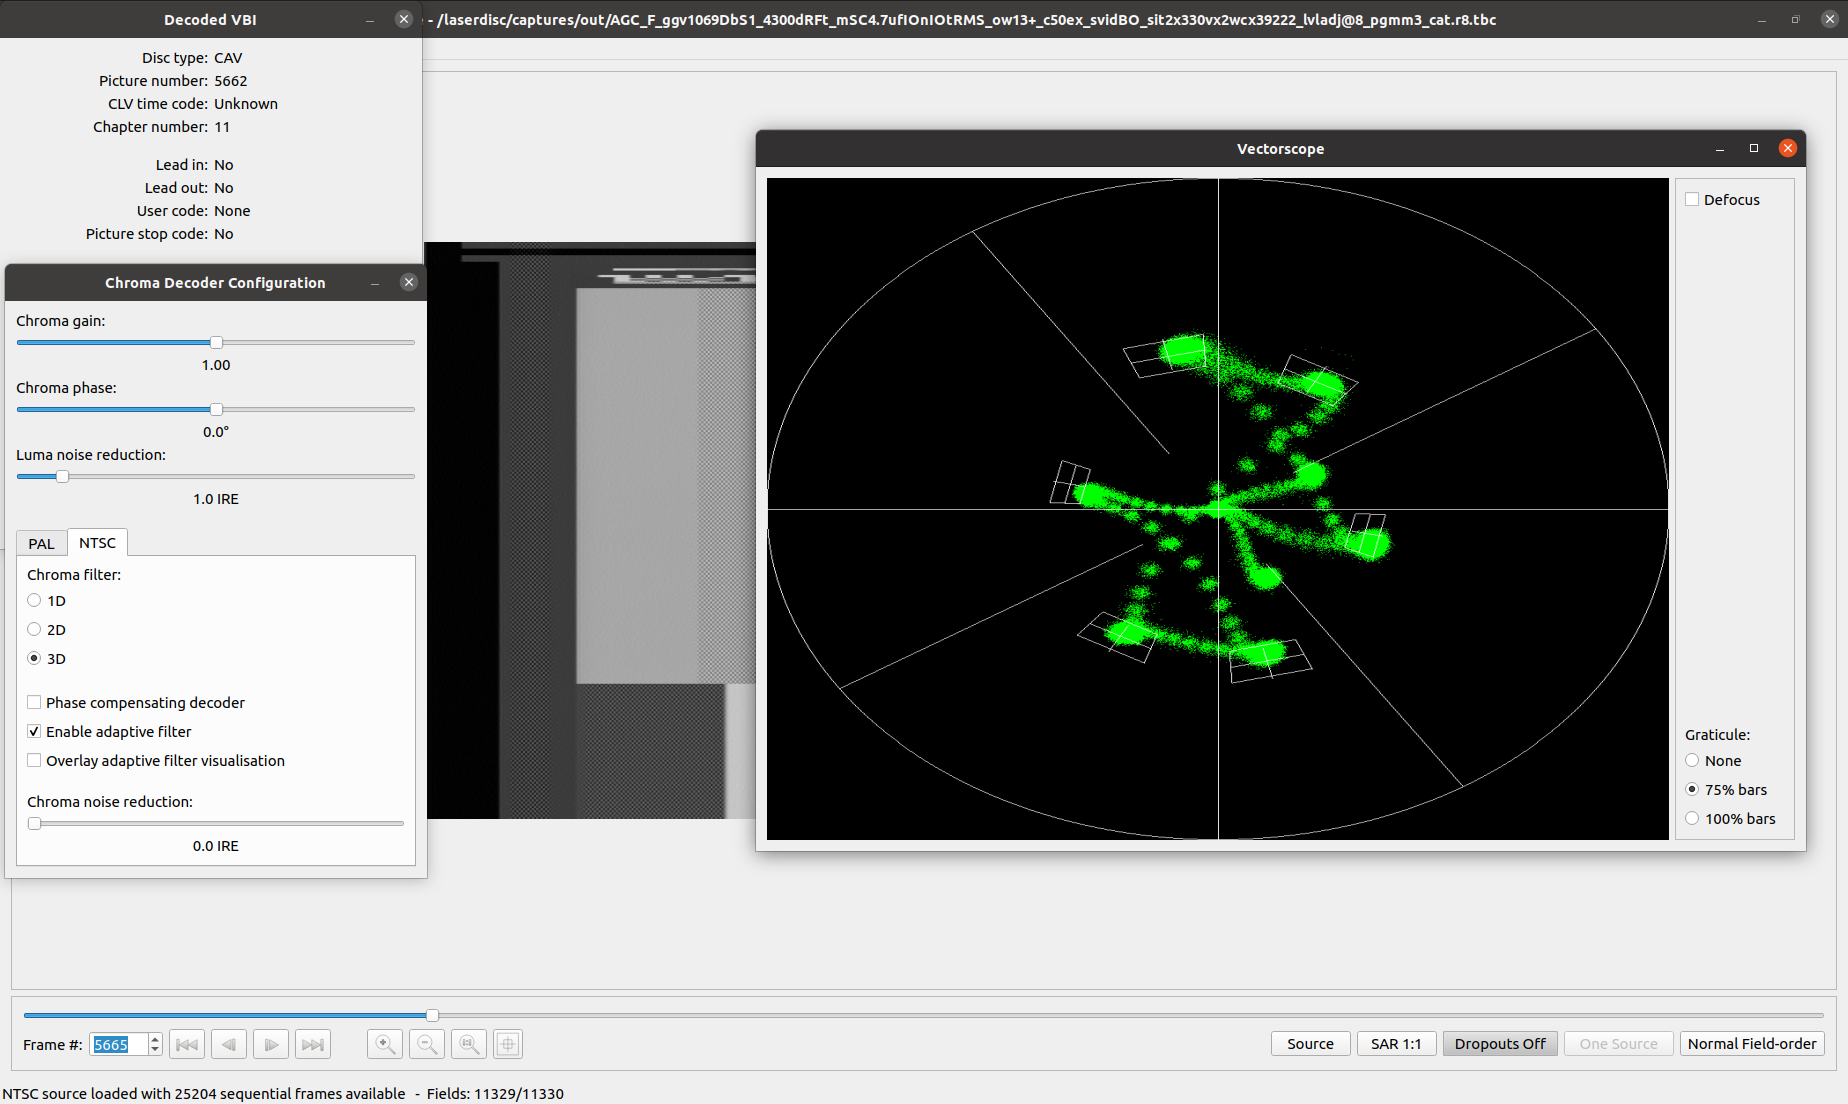 Decoded VBI
- /laserdisc/captures/out/AGC_F_ggv1069DbS1_4300dRFt_mSC4.7ufIOnIOtRMS_ow13+_c50ex_svidBO_sit2x330vx2wcx39222_lvladj@8_pgmm3_cat.r8.tbc
Disc type: CAV
Picture number: 5662
CLV time code: Unknown
Chapter number: 11
Lead in: No
Lead out: No
User code: None
Picture stop code: No
Chroma Decoder Configuration
Chroma gain:
1.00
Chroma phase:
0.0°
Luma noise reduction:
1.0 IRE
PAL NTSC
Chroma filter:
1D
2D
3D
Phase compensating decoder
Enable adaptive filter
Overlay adaptive filter visualisation
Chroma noise reduction:
0.0 IRE
Vectorscope
Defocus
Graticule:
None
75% bars
100% bars
Frame #: 5665
Source SAR 1:1 Dropouts Off One Source Normal Field-order
NTSC source loaded with 25204 sequential frames available - Fields: 11329/11330